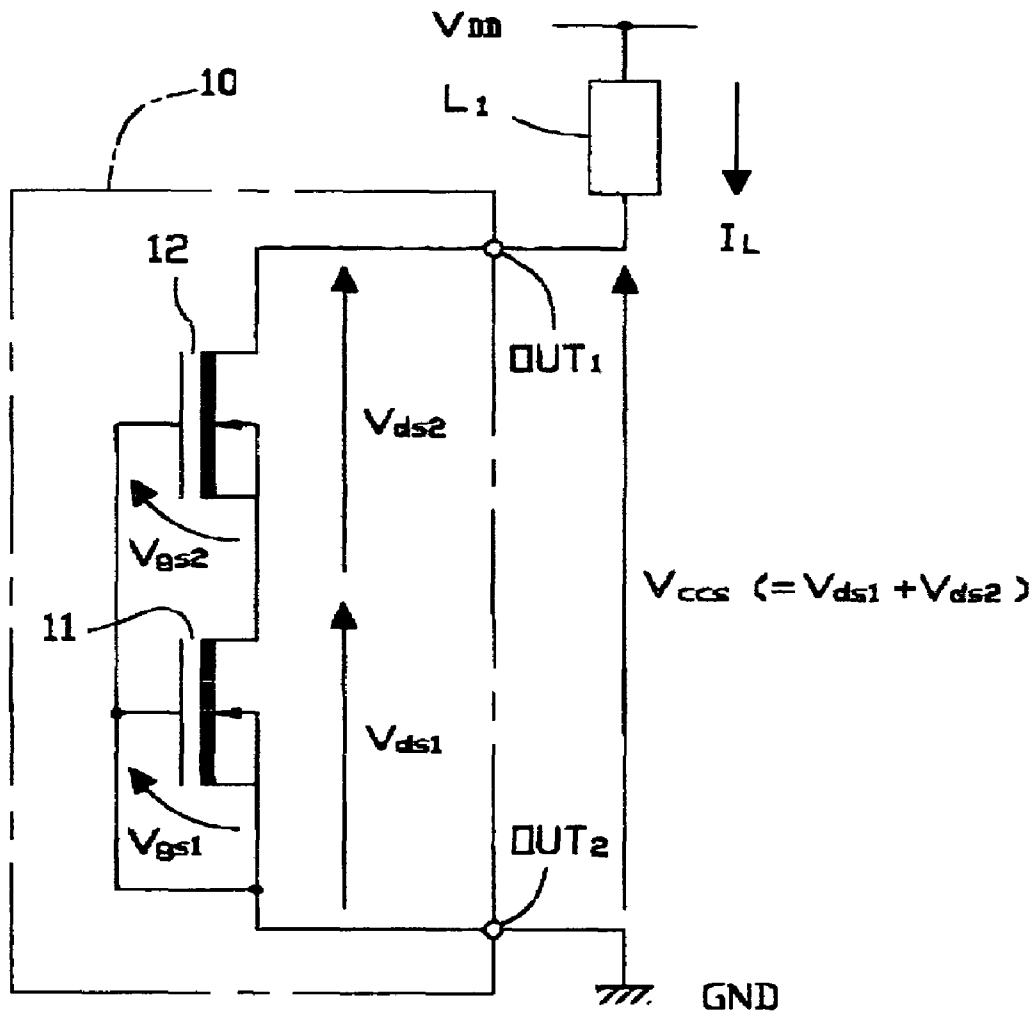 VDD
10
L1
IL
12
OUT1
Vds2
Vgs2
Vccs (=Vds1+Vds2)
11
Vds1
Vgs1
OUT2
GND